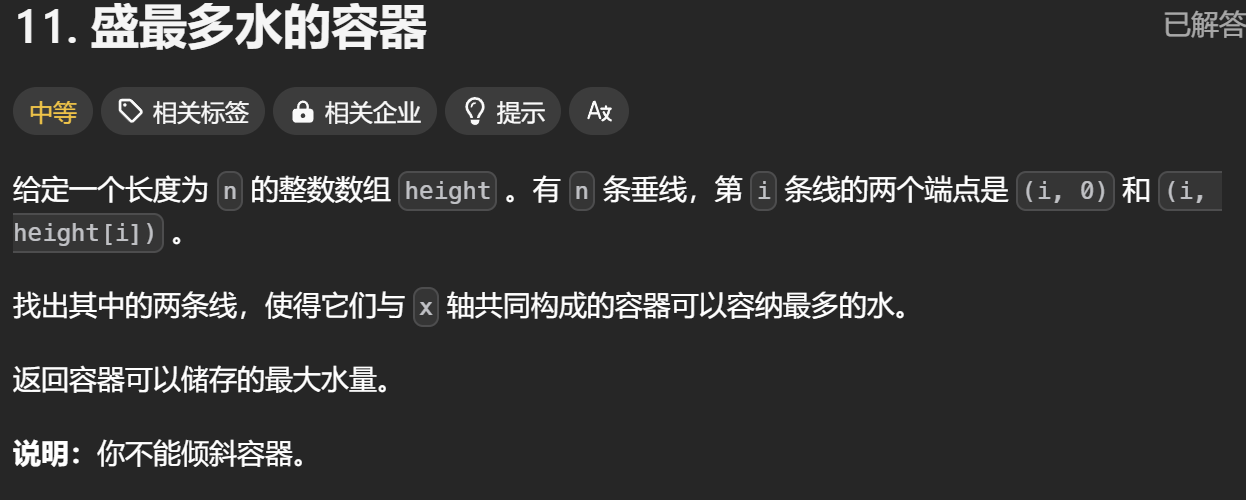 11. 盛最多水的容器
已解答
中等 相关标签 相关企业 提示
给定一个长度为 n 的整数数组 height 。有 n 条垂线，第 i 条线的两个端点是 (i, 0) 和 (i,
height[i]) 。
找出其中的两条线，使得它们与 x 轴共同构成的容器可以容纳最多的水。
返回容器可以储存的最大水量。
说明：你不能倾斜容器。